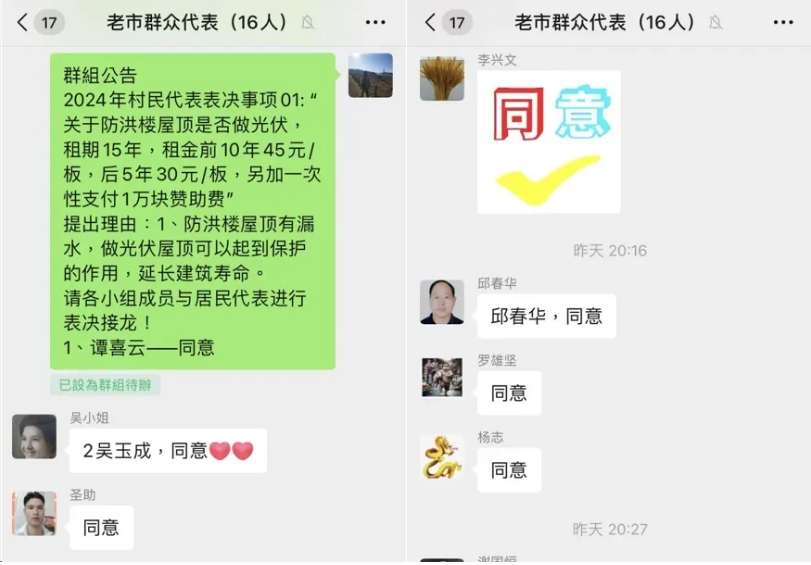 17
老市群众代表（16人）
群組公告
2024年村民代表表决事项01:“
关于防洪楼屋顶是否做光伏，
租期15年，租金前10年45元/
板，后5年30元/板，另加一次
性支付1万块赞助费”
提出理由：1、防洪楼屋顶有漏
水，做光伏屋顶可以起到保护
的作用，延长建筑寿命。
请各小组成员与居民代表进行
表决接龙！
1、谭喜云——同意
已設為群組待辦
吴小姐
2吴玉成，同意❤️❤️
圣助
同意
17
老市群众代表（16人）
李兴文
同意
昨天 20:16
邱春华
邱春华，同意
罗雄坚
同意
杨志
同意
昨天 20:27